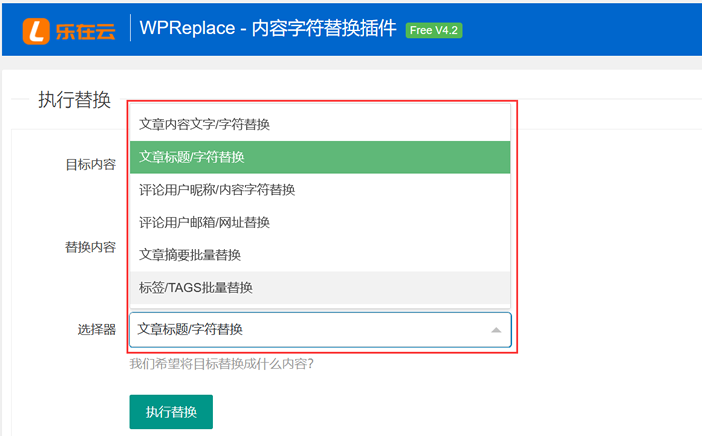 乐在云
WPReplace - 内容字符替换插件 Free V4.2
执行替换
文章内容文字/字符替换
目标内容
文章标题/字符替换
评论用户昵称/内容字符替换
评论用户邮箱/网址替换
替换内容
文章摘要批量替换
标签/TAGS批量替换
选择器
文章标题/字符替换
我们希望将目标替换成什么内容?
执行替换